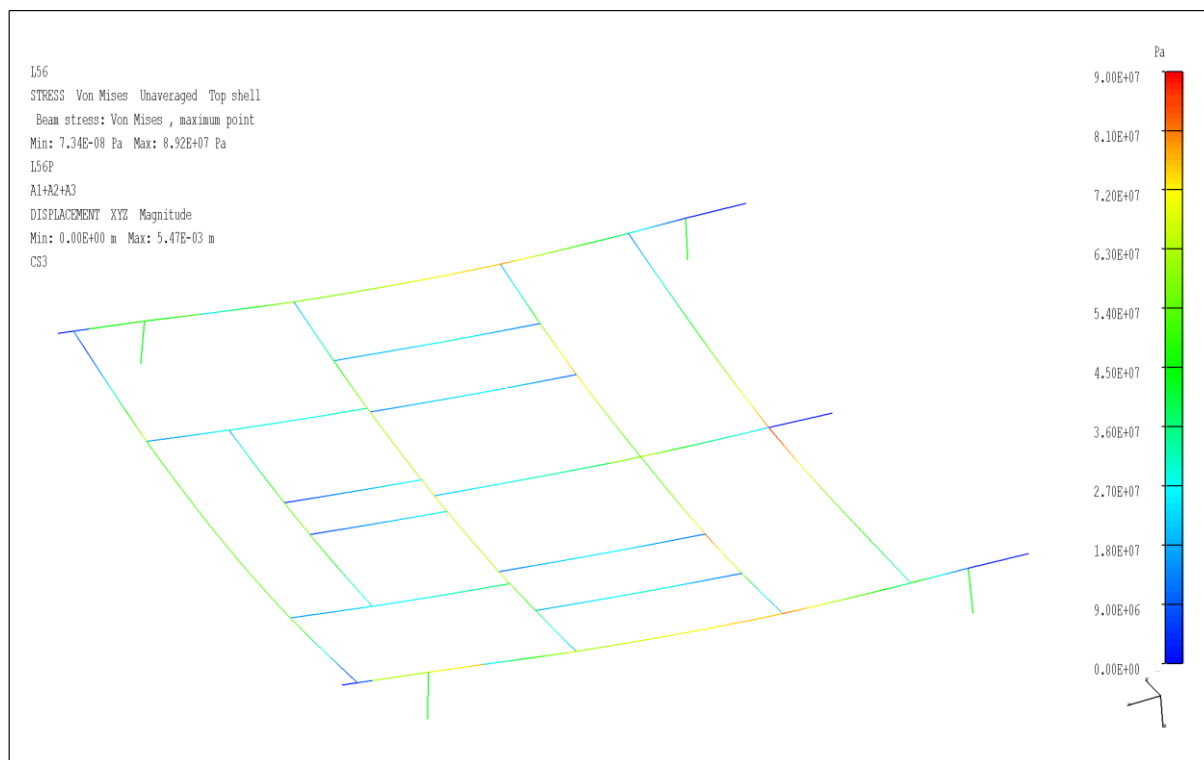 L56
STRESS Von Mises Unaveraged Top shell
Beam stress: Von Mises , maximum point
Min: 7.34E-08 Pa Max: 8.92E+07 Pa
L56P
A1+A2+A3
DISPLACEMENT XYZ Magnitude
Min: 0.00E+00 m Max: 5.47E-03 m
CS3
Pa
9.00E+07
8.10E+07
7.20E+07
6.30E+07
5.40E+07
4.50E+07
3.60E+07
2.70E+07
1.80E+07
9.00E+06
0.00E+00